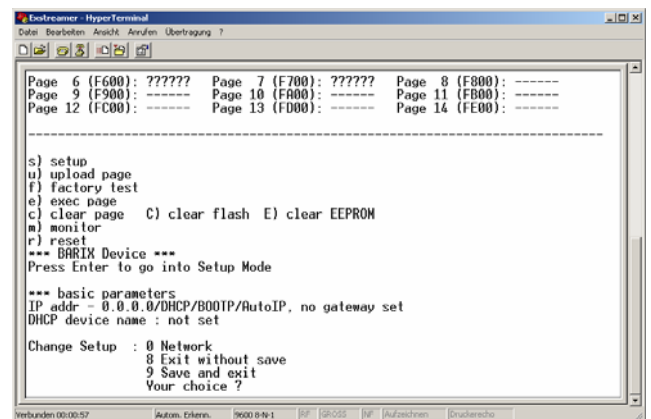 Exstreamer - HyperTerminal
Datei Bearbeiten Ansicht Anrufen Übertragung ?
Page  6 (F600): ??????   Page  7 (F700): ??????   Page  8 (F800): ------
Page  9 (F900): ------   Page 10 (FA00): ------   Page 11 (FB00): ------
Page 12 (FC00): ------   Page 13 (FD00): ------   Page 14 (FE00): ------
--------------------------------------------------------------------------------
s) setup
u) upload page
f) factory test
e) exec page
c) clear page   C) clear flash  E) clear EEPROM
m) monitor
r) reset
*** BARIX Device ***
Press Enter to go into Setup Mode
*** basic parameters
IP addr - 0.0.0.0/DHCP/BOOTP/AutoIP, no gateway set
DHCP device name : not set
Change Setup  : 0 Network
8 Exit without save
9 Save and exit
Your choice ?
Verbunden 00:00:57 Autom. Erkenn. 9600 8-N-1 RF GROSS NF Aufzeichnen Druckerecho